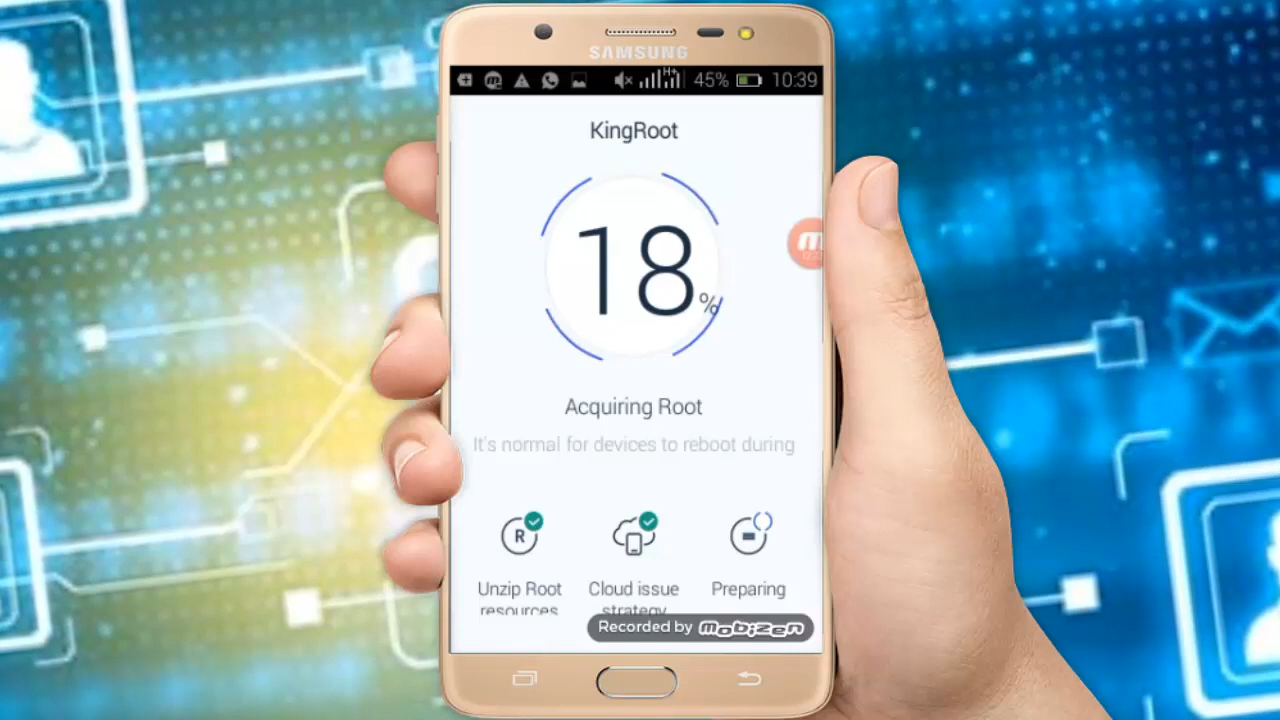 SAMSUNG
H+
45%
10:39
KingRoot
18%
m
Acquiring Root
It's normal for devices to reboot during
R
Unzip Root
resources
Cloud issue
strategy
Preparing
Recorded by mobizen